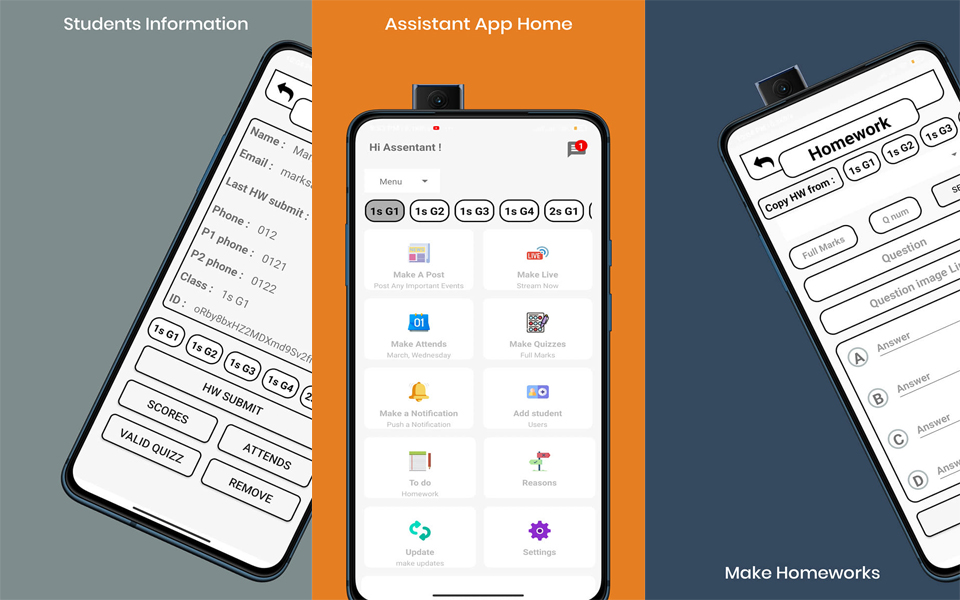 Students Information
Name : Mar
Email : marks
Last HW submit :
Phone : 012
P1 phone : 0121
P2 phone : 0122
Class : 1s G1
ID : oRby8bxHZ2MDXmd9Sv2f
1s G1 1s G2 1s G3 1s G4 2
HW SUBMIT
SCORES ATTENDS
VALID QUIZZ REMOVE
Assistant App Home
Hi Assentant !
1
Menu
1s G1 1s G2 1s G3 1s G4 2s G1
NEWS
Make A Post
Post Any Important Events
LIVE
Make Live
Stream Now
01
Make Attends
March, Wednesday
Make Quizzes
Full Marks
Make a Notification
Push a Notification
Add student
Users
To do
Homework
Reasons
Update
make updates
Settings
Homework
Copy HW from : 1s G1 1s G2 1s G3
Full Marks Q num SE
Question
Question image Li
A Answer
B Answer
C Answer
D Answ
Make Homeworks